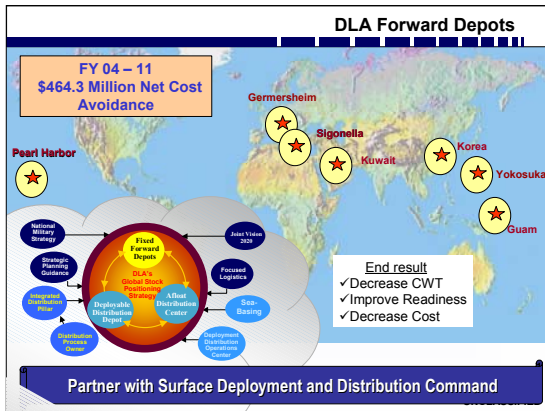 DLA Forward Depots
FY 04 – 11
$464.3 Million Net Cost
Avoidance
Germersheim
Sigonella
Kuwait
Korea
Yokosuka
Guam
Pearl Harbor
National
Military
Strategy
Strategic
Planning
Guidance
Integrated
Distribution
Pillar
Distribution
Process
Owner
Fixed
Forward
Depots
DLA's
Global Stock
Positioning
Strategy
Deployable
Distribution
Depot
Afloat
Distribution
Center
Joint Vision
2020
Focused
Logistics
Sea-
Basing
Deployment
Distribution
Operations
Center
End result
✓Decrease CWT
✓Improve Readiness
✓Decrease Cost
Partner with Surface Deployment and Distribution Command